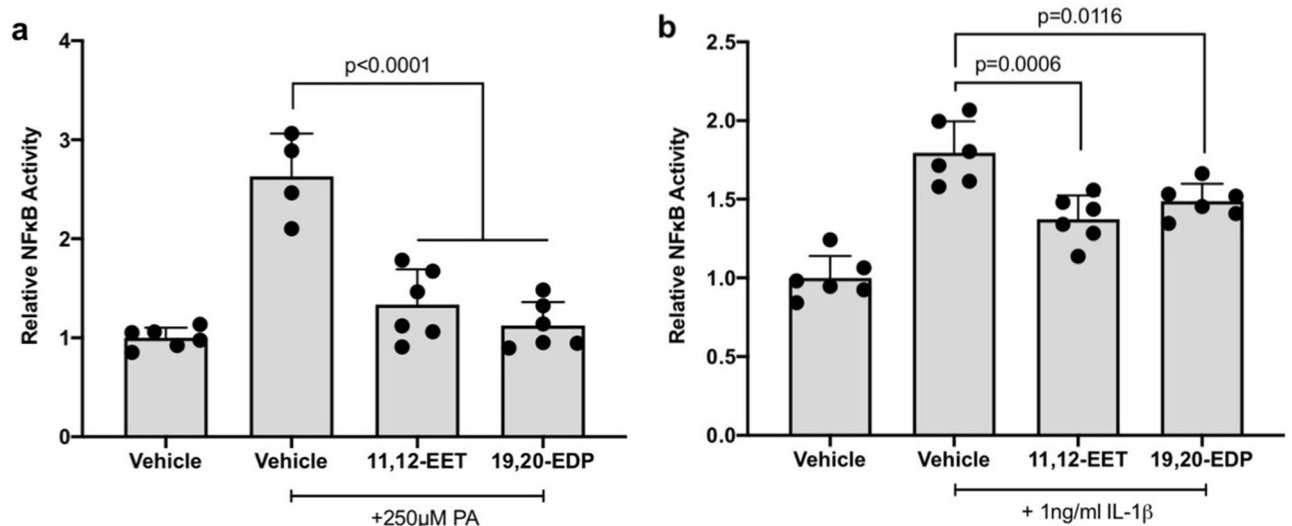 a
p<0.0001
Relative NFκB Activity
4
3
2
1
0
Vehicle Vehicle 11,12-EET 19,20-EDP
+250μM PA
b
p=0.0116
p=0.0006
Relative NFκB Activity
2.5
2.0
1.5
1.0
0.5
0.0
Vehicle Vehicle 11,12-EET 19,20-EDP
+ 1ng/ml IL-1β